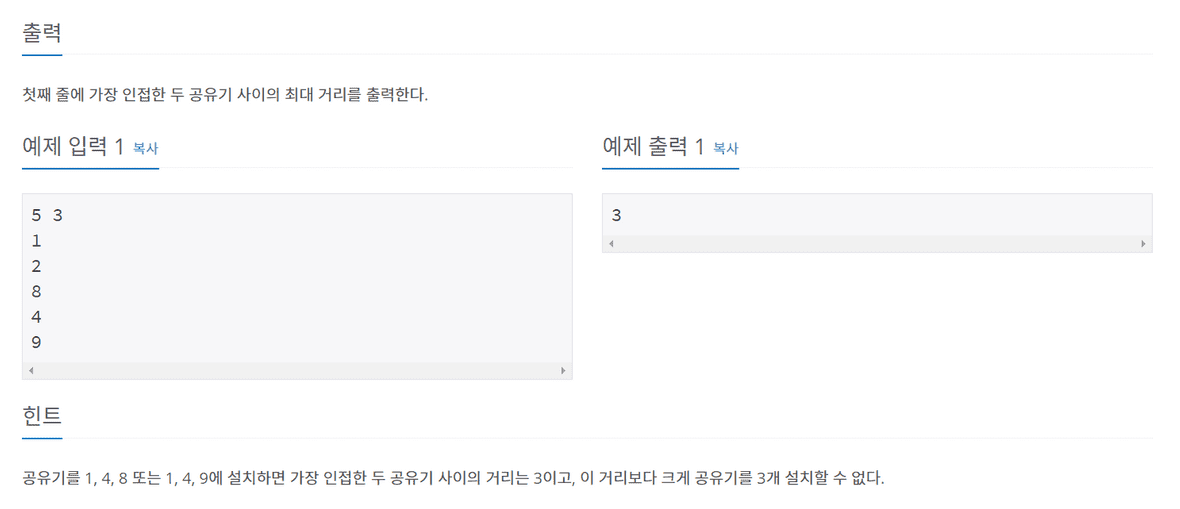 출력
첫째 줄에 가장 인접한 두 공유기 사이의 최대 거리를 출력한다.
예제 입력 1 복사
5 3
1
2
8
4
9
예제 출력 1 복사
3
힌트
공유기를 1, 4, 8 또는 1, 4, 9에 설치하면 가장 인접한 두 공유기 사이의 거리는 3이고, 이 거리보다 크게 공유기를 3개 설치할 수 없다.